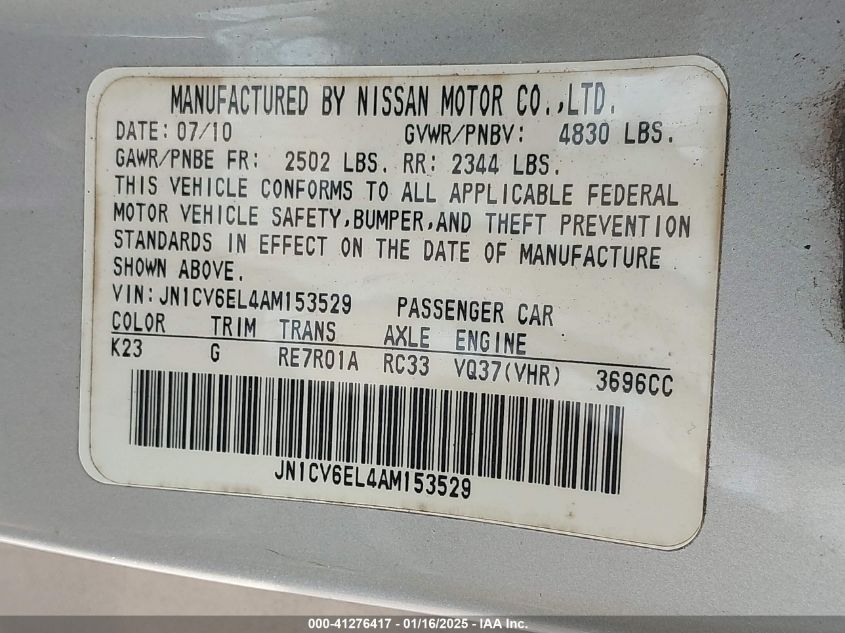 MANUFACTURED BY NISSAN MOTOR CO.,LTD.
DATE: 07/10 GVWR/PNBV: 4830 LBS.
GAWR/PNBE FR: 2502 LBS. RR: 2344 LBS.
THIS VEHICLE CONFORMS TO ALL APPLICABLE FEDERAL
MOTOR VEHICLE SAFETY,BUMPER,AND THEFT PREVENTION
STANDARDS IN EFFECT ON THE DATE OF MANUFACTURE
SHOWN ABOVE.
VIN: JN1CV6EL4AM153529 PASSENGER CAR
COLOR TRIM TRANS AXLE ENGINE
K23 G RE7R01A RC33 VQ37(VHR) 3696CC
JN1CV6EL4AM153529
000-41276417 - 01/16/2025 - IAA Inc.